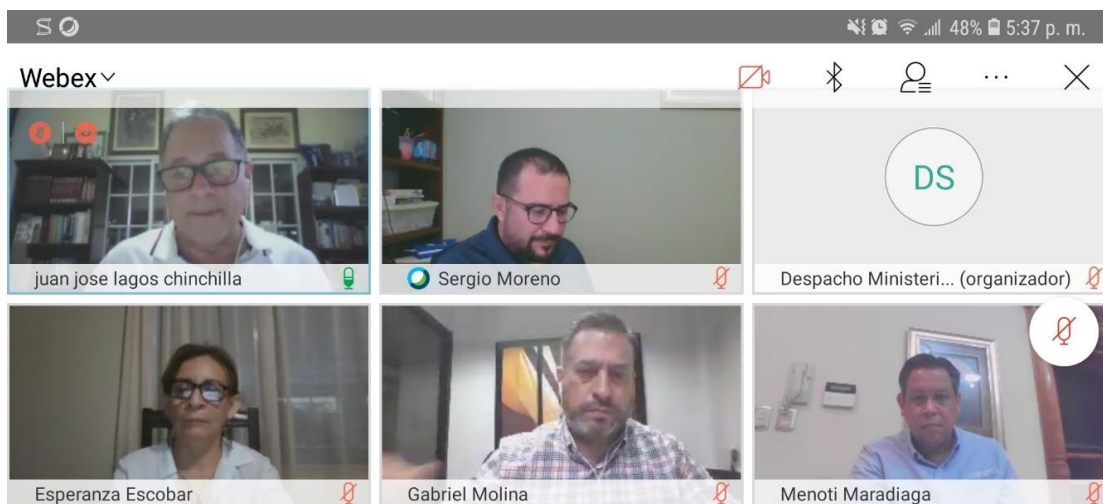 48% 5:37 p. m.
Webex
DS
juan jose lagos chinchilla
Sergio Moreno
Despacho Ministeri... (organizador)
Esperanza Escobar
Gabriel Molina
Menoti Maradiaga